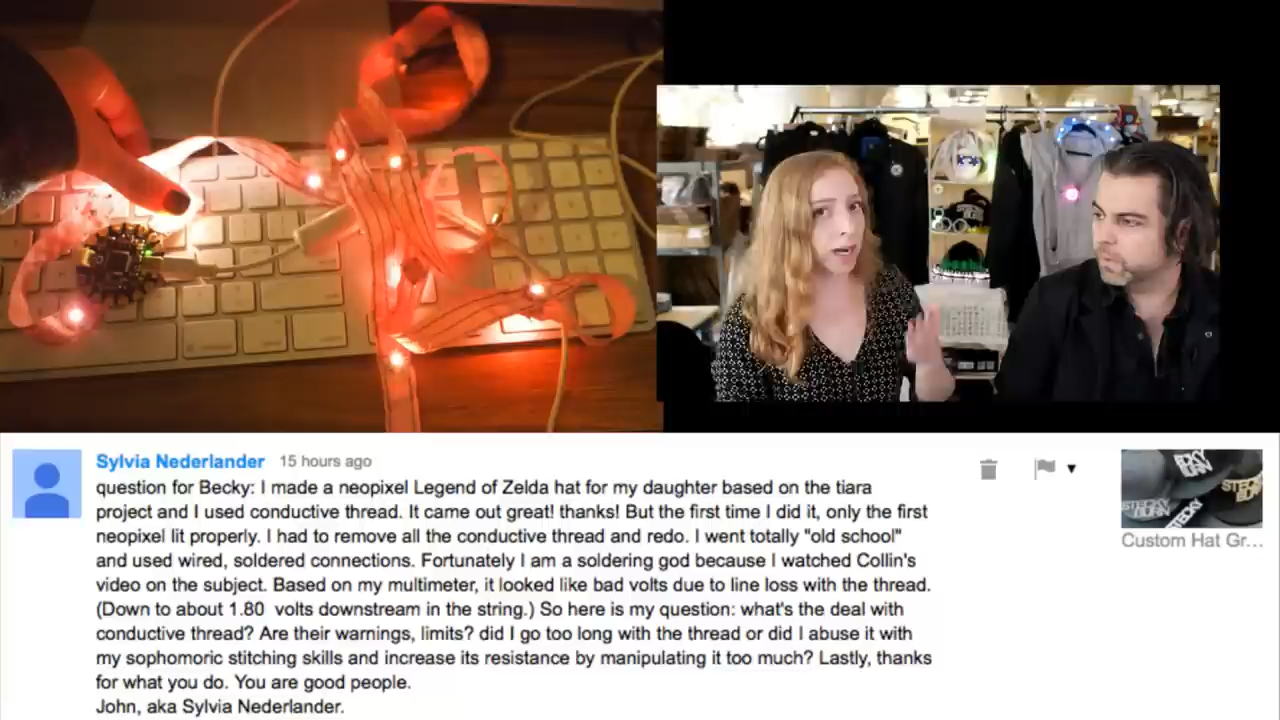 Sylvia Nederlander 15 hours ago
question for Becky: I made a neopixel Legend of Zelda hat for my daughter based on the tiara
project and I used conductive thread. It came out great! thanks! But the first time I did it, only the first
neopixel lit properly. I had to remove all the conductive thread and redo. I went totally "old school"
and used wired, soldered connections. Fortunately I am a soldering god because I watched Collin's
video on the subject. Based on my multimeter, it looked like bad volts due to line loss with the thread.
(Down to about 1.80 volts downstream in the string.) So here is my question: what's the deal with
conductive thread? Are their warnings, limits? did I go too long with the thread or did I abuse it with
my sophomoric stitching skills and increase its resistance by manipulating it too much? Lastly, thanks
for what you do. You are good people.
John, aka Sylvia Nederlander.
STECKY
Custom Hat Gr...